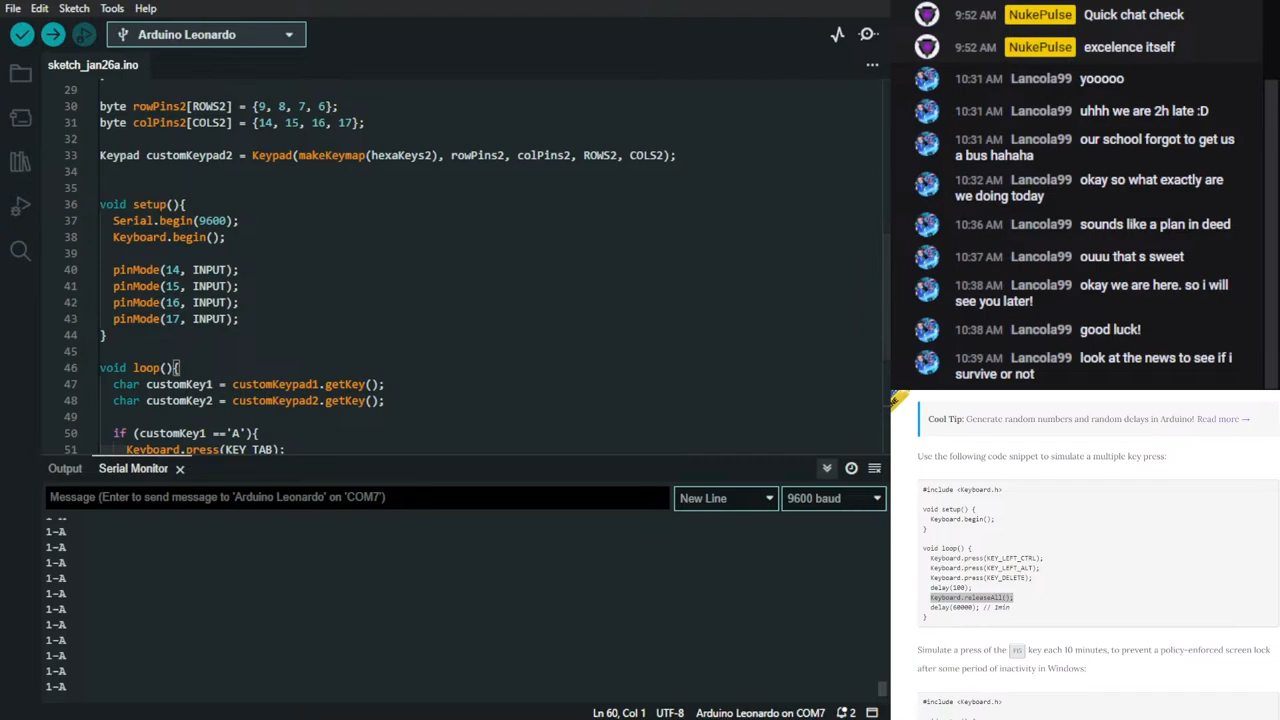 File Edit Sketch Tools Help
Arduino Leonardo
sketch_jan26a.ino
29
30 byte rowPins2[ROWS2] = {9, 8, 7, 6};
31 byte colPins2[COLS2] = {14, 15, 16, 17};
32
33 Keypad customKeypad2 = Keypad(makeKeymap(hexaKeys2), rowPins2, colPins2, ROWS2, COLS2);
34
35
36 void setup(){
37 Serial.begin(9600);
38 Keyboard.begin();
39
40 pinMode(14, INPUT);
41 pinMode(15, INPUT);
42 pinMode(16, INPUT);
43 pinMode(17, INPUT);
44 }
45
46 void loop(){
47 char customKey1 = customKeypad1.getKey();
48 char customKey2 = customKeypad2.getKey();
49
50 if (customKey1 =='A'){
51 Keyboard.press(KEY_TAB);
Output Serial Monitor
Message (Enter to send message to 'Arduino Leonardo' on 'COM7')
New Line
9600 baud
1-A
1-A
1-A
1-A
1-A
1-A
1-A
1-A
1-A
1-A
1-A
1-A
Ln 60, Col 1 UTF-8 Arduino Leonardo on COM7 2
9:52 AM NukePulse Quick chat check
9:52 AM NukePulse excelence itself
10:31 AM Lancola99 yooooo
10:31 AM Lancola99 uhhh we are 2h late :D
10:31 AM Lancola99 our school forgot to get us
a bus hahaha
10:32 AM Lancola99 okay so what exactly are
we doing today
10:36 AM Lancola99 sounds like a plan in deed
10:37 AM Lancola99 ouuu that s sweet
10:38 AM Lancola99 okay we are here. so i will
see you later!
10:38 AM Lancola99 good luck!
10:39 AM Lancola99 look at the news to see if i
survive or not
Cool Tip: Generate random numbers and random delays in Arduino! Read more →
Use the following code snippet to simulate a multiple key press:
#include <Keyboard.h>
void setup() {
Keyboard.begin();
}
void loop() {
Keyboard.press(KEY_LEFT_CTRL);
Keyboard.press(KEY_LEFT_ALT);
Keyboard.press(KEY_DELETE);
delay(100);
Keyboard.releaseAll();
delay(60000); // 1min
}
Simulate a press of the F15 key each 10 minutes, to prevent a policy-enforced screen lock
after some period of inactivity in Windows:
#include <Keyboard.h>